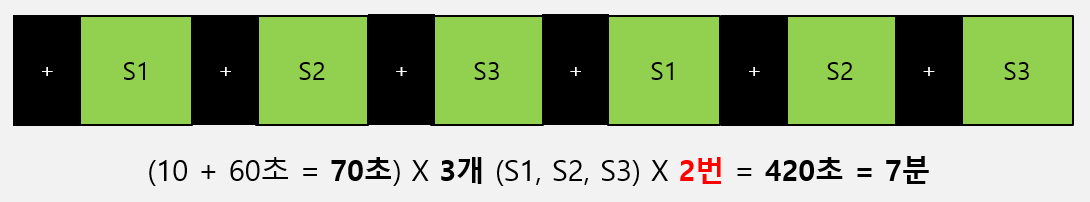 + S1 + S2 + S3 + S1 + S2 + S3
(10 + 60초 = 70초) X 3개 (S1, S2, S3) X 2번 = 420초 = 7분